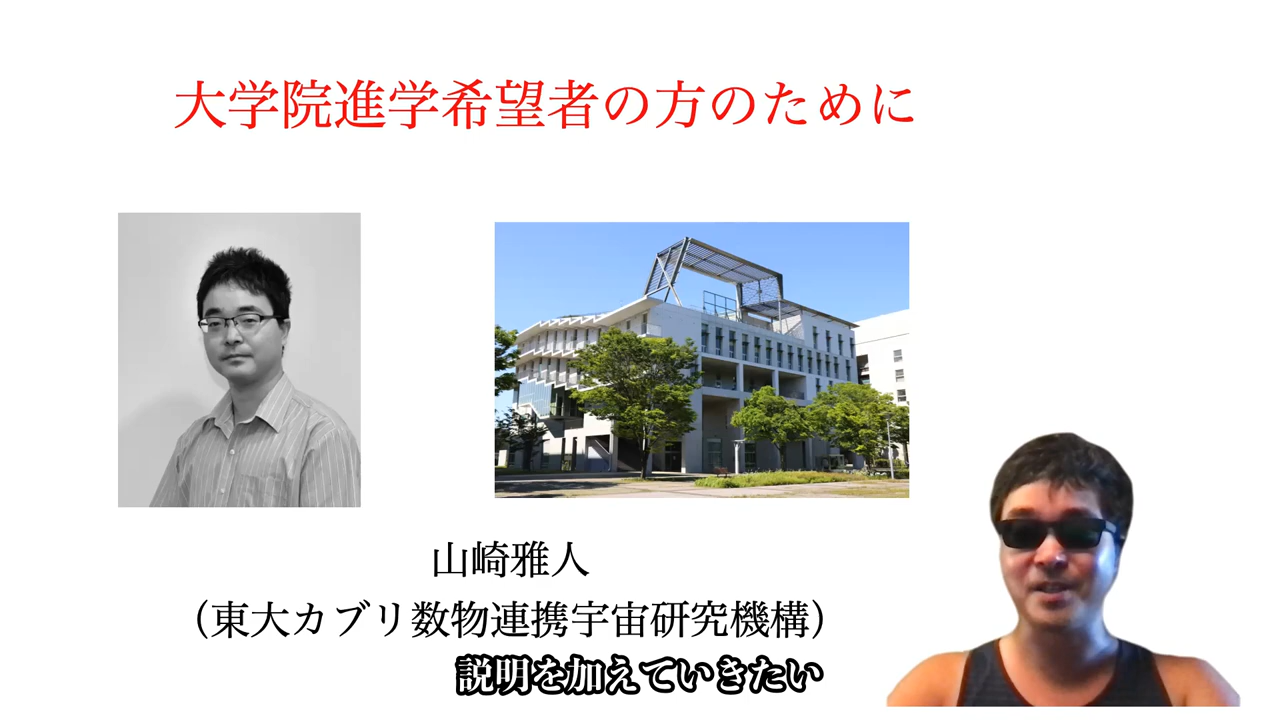 大学院進学希望者の方のために
山崎雅人
（東大カブリ数物連携宇宙研究機構）
説明を加えていきたい